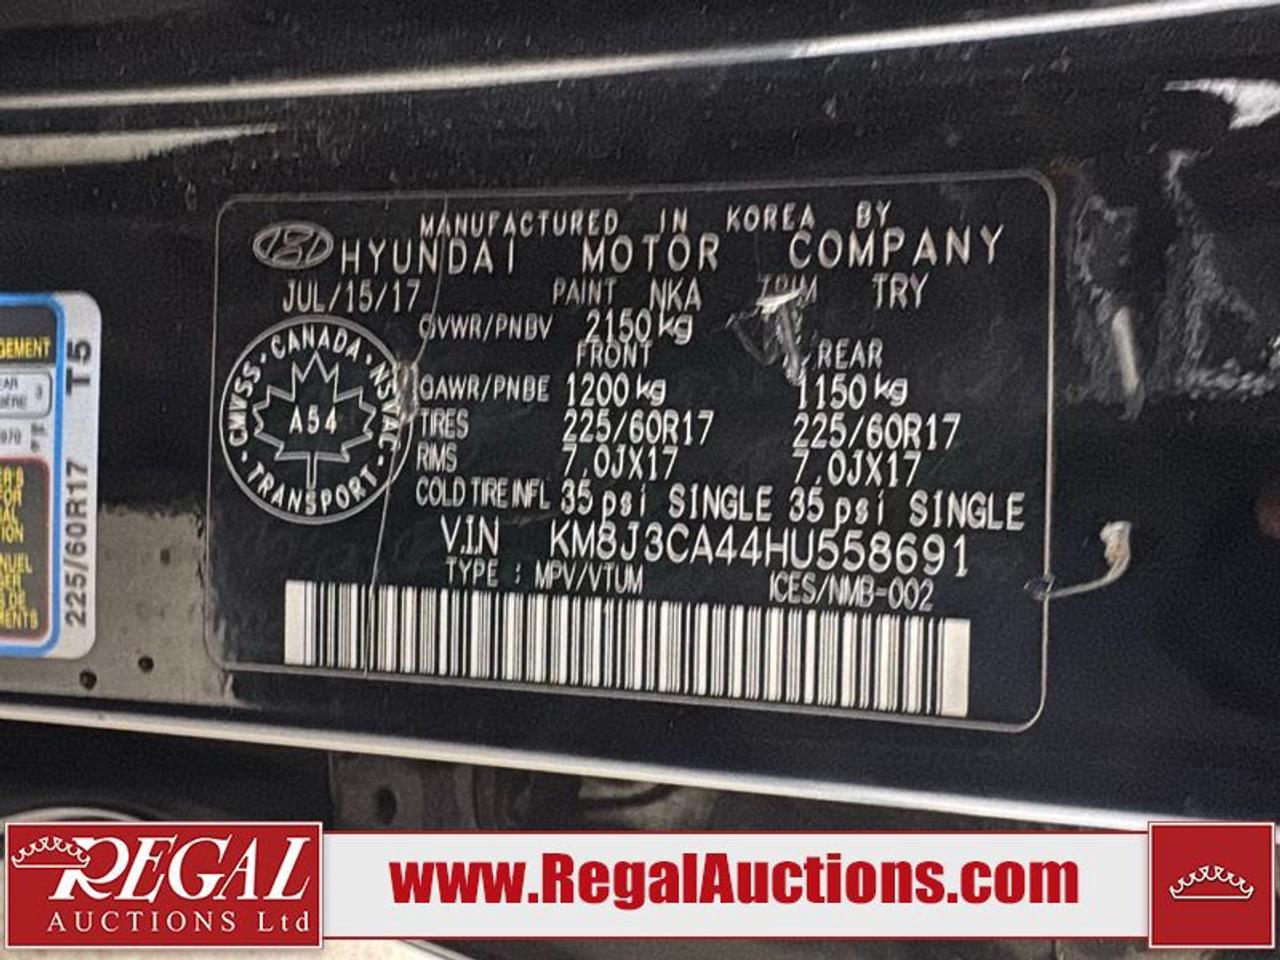 MANUFACTURED IN KOREA BY
HYUNDAI MOTOR COMPANY
JUL/15/17 PAINT NKA TRIM TRY
GVWR/PNBV 2150 kg
FRONT REAR
GAWR/PNBE 1200 kg 1150 kg
TIRES 225/60R17 225/60R17
RIMS 7.0JX17 7.0JX17
COLD TIRE INFL 35 psi SINGLE 35 psi SINGLE
V.I.N KM8J3CA44HU558691
TYPE : MPV/VTUM ICES/NMB-002
CANADA
CMVSS NSVAC
A54
TRANSPORT
225/60R17 T5
REGAL
AUCTIONS Ltd
www.RegalAuctions.com